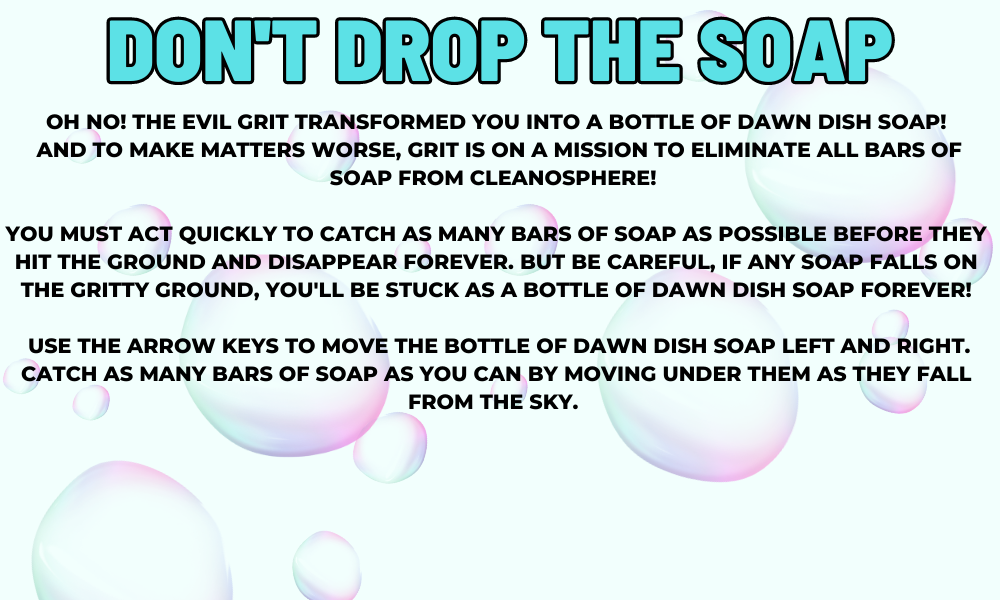 DON'T DROP THE SOAP
OH NO! THE EVIL GRIT TRANSFORMED YOU INTO A BOTTLE OF DAWN DISH SOAP!
AND TO MAKE MATTERS WORSE, GRIT IS ON A MISSION TO ELIMINATE ALL BARS OF
SOAP FROM CLEANOSPHERE!
YOU MUST ACT QUICKLY TO CATCH AS MANY BARS OF SOAP AS POSSIBLE BEFORE THEY
HIT THE GROUND AND DISAPPEAR FOREVER. BUT BE CAREFUL, IF ANY SOAP FALLS ON
THE GRITTY GROUND, YOU'LL BE STUCK AS A BOTTLE OF DAWN DISH SOAP FOREVER!
USE THE ARROW KEYS TO MOVE THE BOTTLE OF DAWN DISH SOAP LEFT AND RIGHT.
CATCH AS MANY BARS OF SOAP AS YOU CAN BY MOVING UNDER THEM AS THEY FALL
FROM THE SKY.